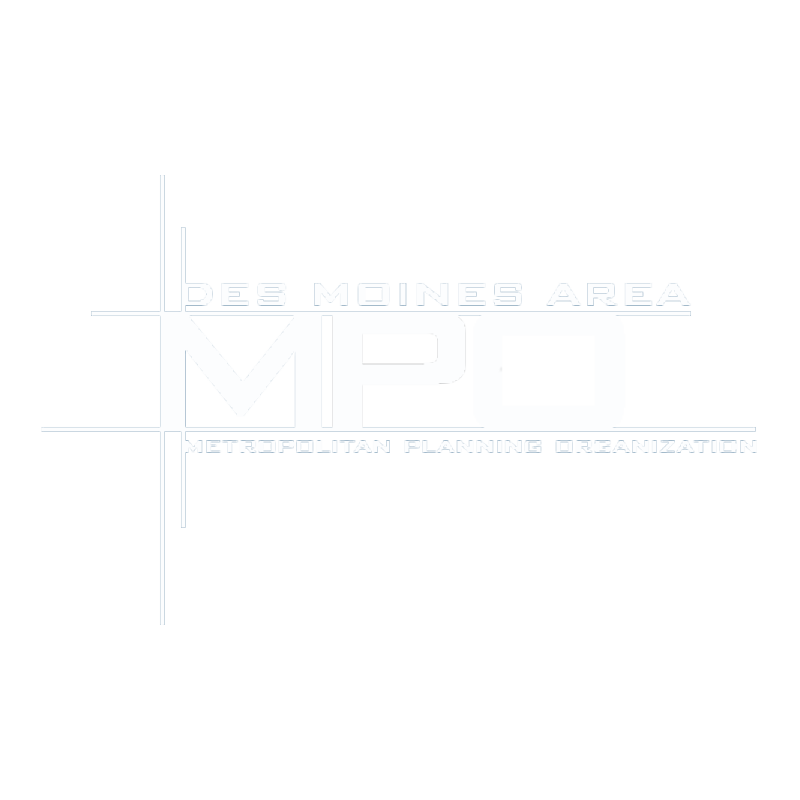 DES MOINES AREA
MPO
METROPOLITAN PLANNING ORGANIZATION